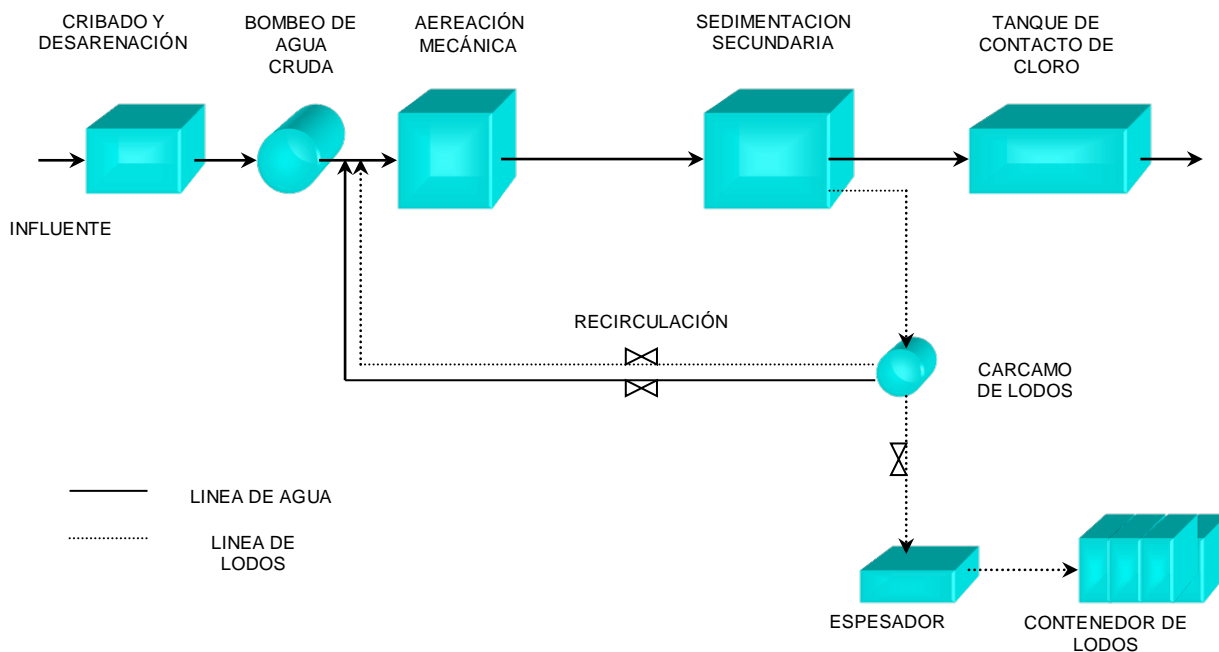 CRIBADO Y
DESARENACIÓN
BOMBEO DE
AGUA
CRUDA
AEREACIÓN
MECÁNICA
SEDIMENTACION
SECUNDARIA
TANQUE DE
CONTACTO DE
CLORO
INFLUENTE
RECIRCULACIÓN
CARCAMO
DE LODOS
LINEA DE AGUA
LINEA DE
LODOS
ESPESADOR
CONTENEDOR DE
LODOS